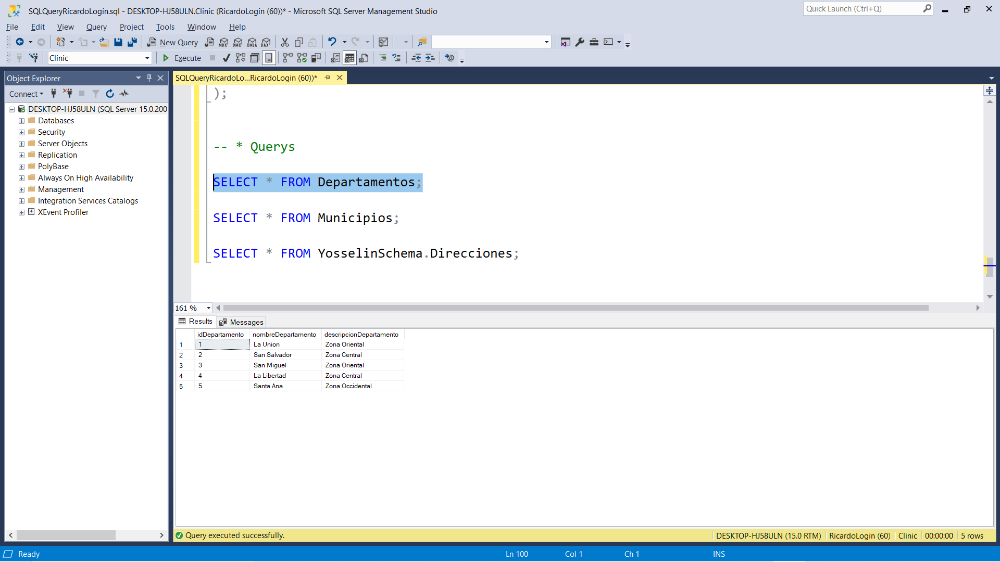 SQLQueryRicardoLogin.sql - DESKTOP-HJ58ULN.Clinic (RicardoLogin (60))* - Microsoft SQL Server Management Studio
Quick Launch (Ctrl+Q)
File Edit View Query Project Tools Window Help
New Query MDX DMX XMLA DAX
Clinic Execute
Object Explorer
Connect
DESKTOP-HJ58ULN (SQL Server 15.0.200
Databases
Security
Server Objects
Replication
PolyBase
Always On High Availability
Management
Integration Services Catalogs
XEvent Profiler
SQLQueryRicardoLo...RicardoLogin (60))*
);
-- * Querys
SELECT * FROM Departamentos;
SELECT * FROM Municipios;
SELECT * FROM YosselinSchema.Direcciones;
161 %
Results Messages
idDepartamento nombreDepartamento descripcionDepartamento
1 1 La Union Zona Oriental
2 2 San Salvador Zona Central
3 3 San Miguel Zona Oriental
4 4 La Libertad Zona Central
5 5 Santa Ana Zona Occidental
Query executed successfully. DESKTOP-HJ58ULN (15.0 RTM) RicardoLogin (60) Clinic 00:00:00 5 rows
Ready Ln 100 Col 1 Ch 1 INS